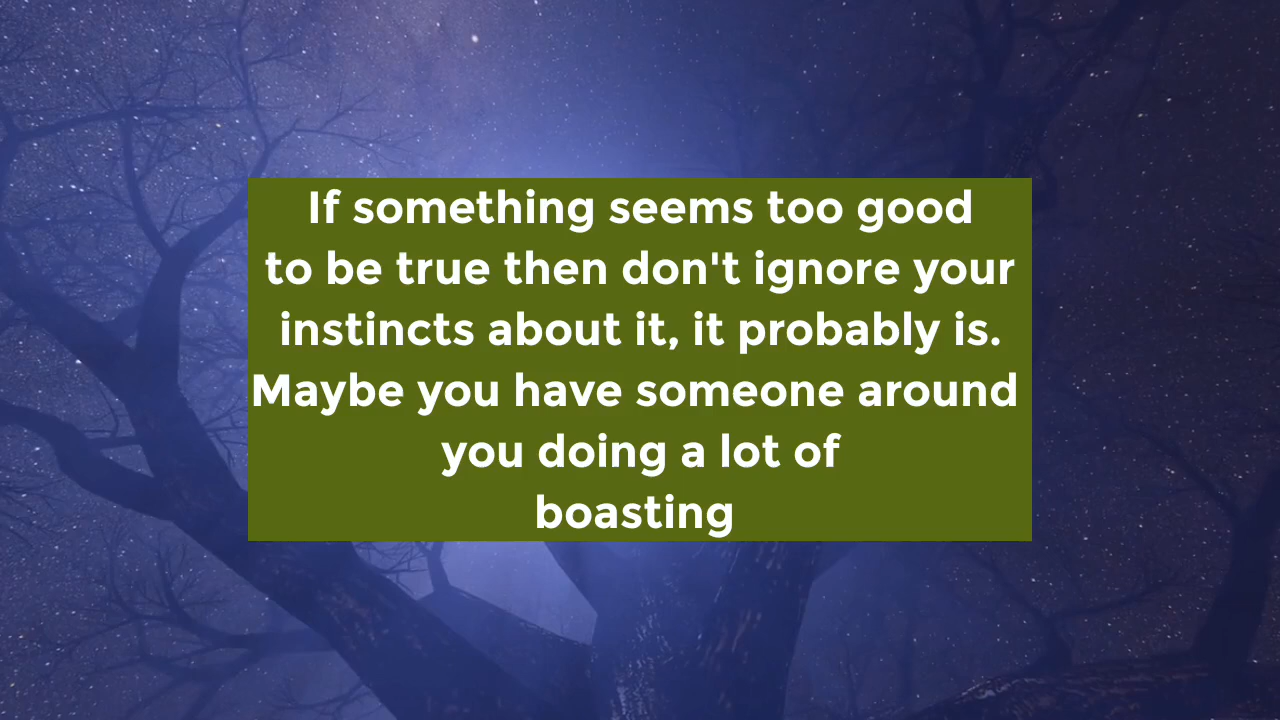 If something seems too good
to be true then don't ignore your
instincts about it, it probably is.
Maybe you have someone around
you doing a lot of
boasting